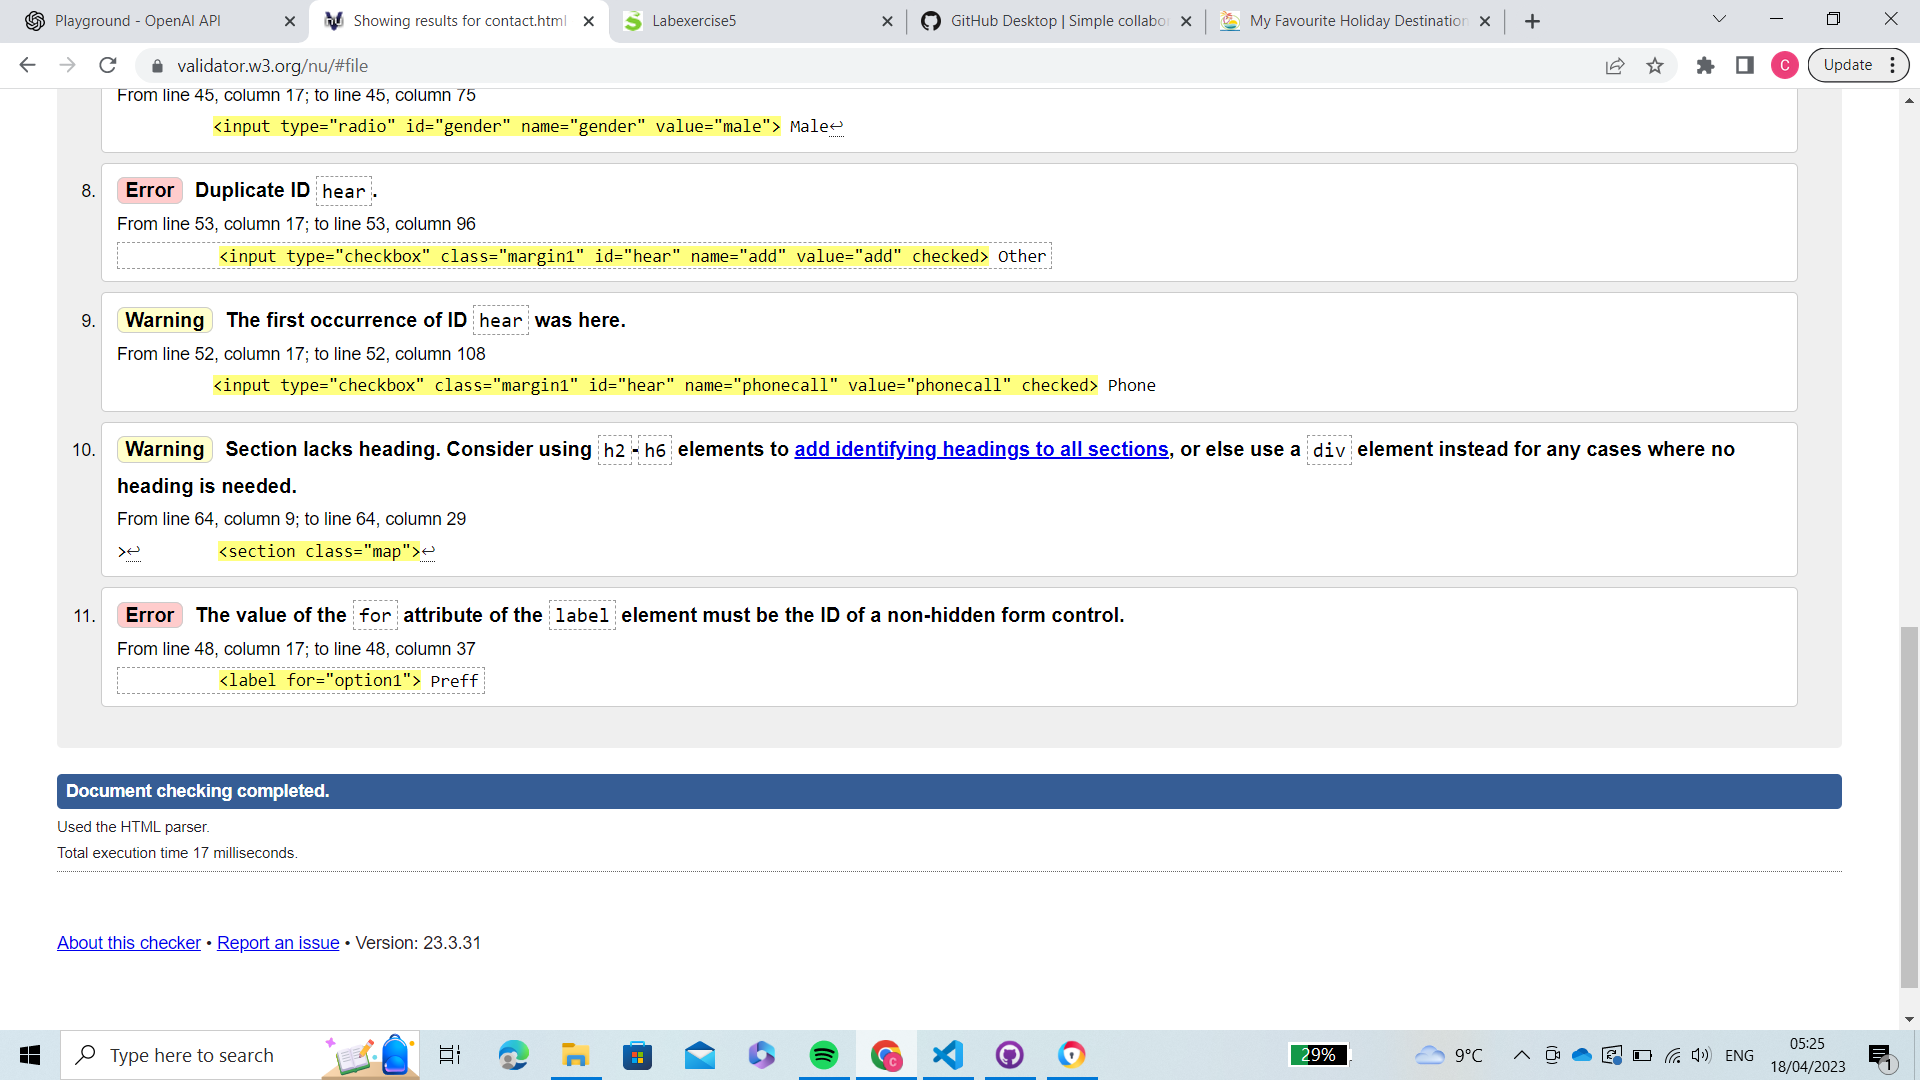 Playground - OpenAI API
Showing results for contact.html
Labexercise5
GitHub Desktop | Simple collabo
My Favourite Holiday Destination
validator.w3.org/nu/#file
C
Update
From line 45, column 17; to line 45, column 75
<input type="radio" id="gender" name="gender" value="male"> Male↩
8. Error Duplicate ID hear.
From line 53, column 17; to line 53, column 96
<input type="checkbox" class="margin1" id="hear" name="add" value="add" checked> Other
9. Warning The first occurrence of ID hear was here.
From line 52, column 17; to line 52, column 108
<input type="checkbox" class="margin1" id="hear" name="phonecall" value="phonecall" checked> Phone
10. Warning Section lacks heading. Consider using h2-h6 elements to add identifying headings to all sections, or else use a div element instead for any cases where no
heading is needed.
From line 64, column 9; to line 64, column 29
>↩ <section class="map">↩
11. Error The value of the for attribute of the label element must be the ID of a non-hidden form control.
From line 48, column 17; to line 48, column 37
<label for="option1"> Preff
Document checking completed.
Used the HTML parser.
Total execution time 17 milliseconds.
About this checker • Report an issue • Version: 23.3.31
Type here to search
29%
9°C
ENG
05:25
18/04/2023
1